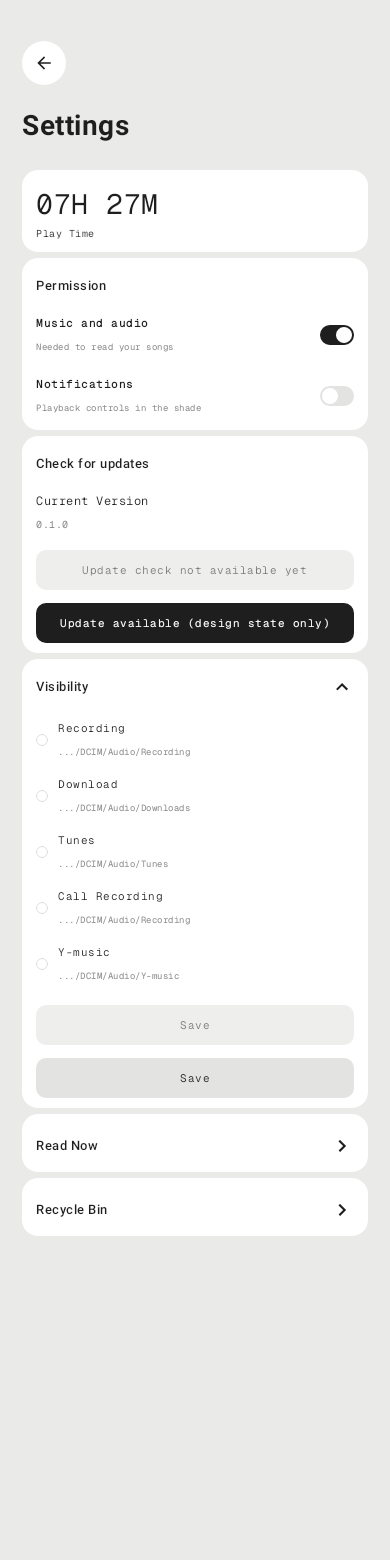 Settings
07H 27M
Play Time
Permission
Music and audio
Needed to read your songs
Notifications
Playback controls in the shade
Check for updates
Current Version
0.1.0
Update check not available yet
Update available (design state only)
Visibility
Recording
.../DCIM/Audio/Recording
Download
.../DCIM/Audio/Downloads
Tunes
.../DCIM/Audio/Tunes
Call Recording
.../DCIM/Audio/Recording
Y-music
.../DCIM/Audio/Y-music
Save
Save
Read Now
Recycle Bin